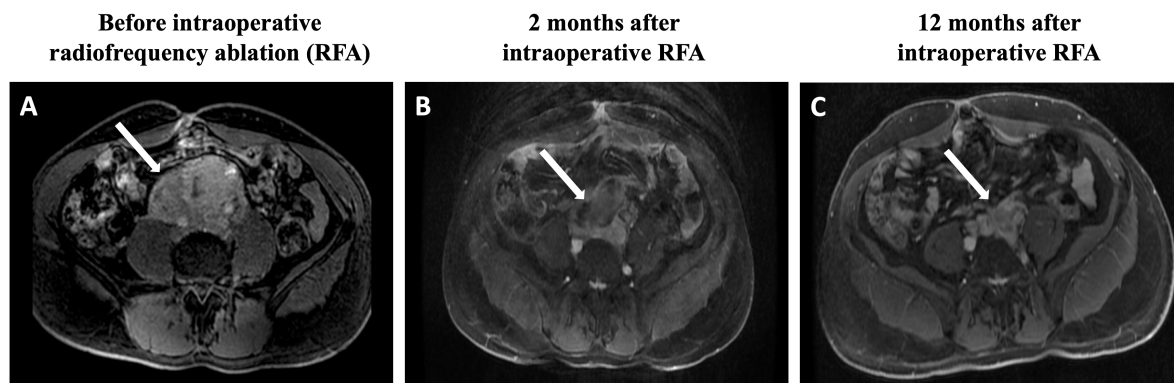 Before intraoperative
radiofrequency ablation (RFA)
2 months after
intraoperative RFA
12 months after
intraoperative RFA
A
B
C